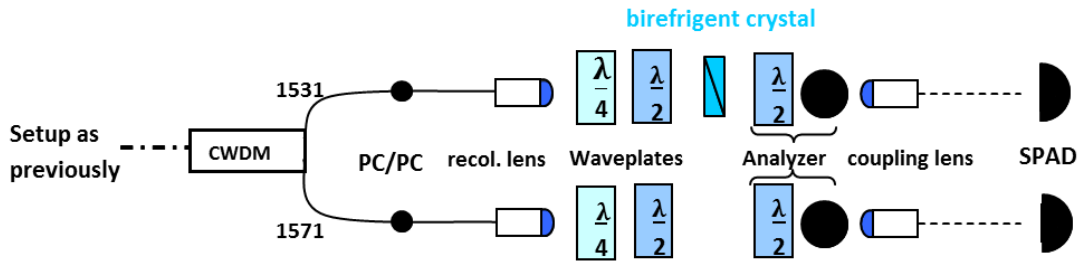 birefrigent crystal
1531
λ
4
λ
2
λ
2
Setup as
previously
CWDM
PC/PC
recol. lens
Waveplates
Analyzer
coupling lens
SPAD
1571
λ
4
λ
2
λ
2